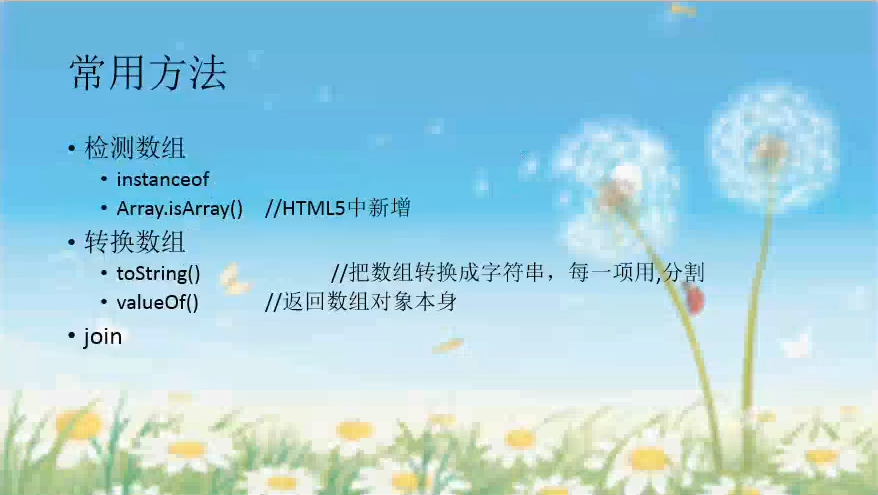 常用方法
• 检测数组
• instanceof
• Array.isArray() //HTML5中新增
• 转换数组
• toString() //把数组转换成字符串，每一项用,分割
• valueOf() //返回数组对象本身
• join